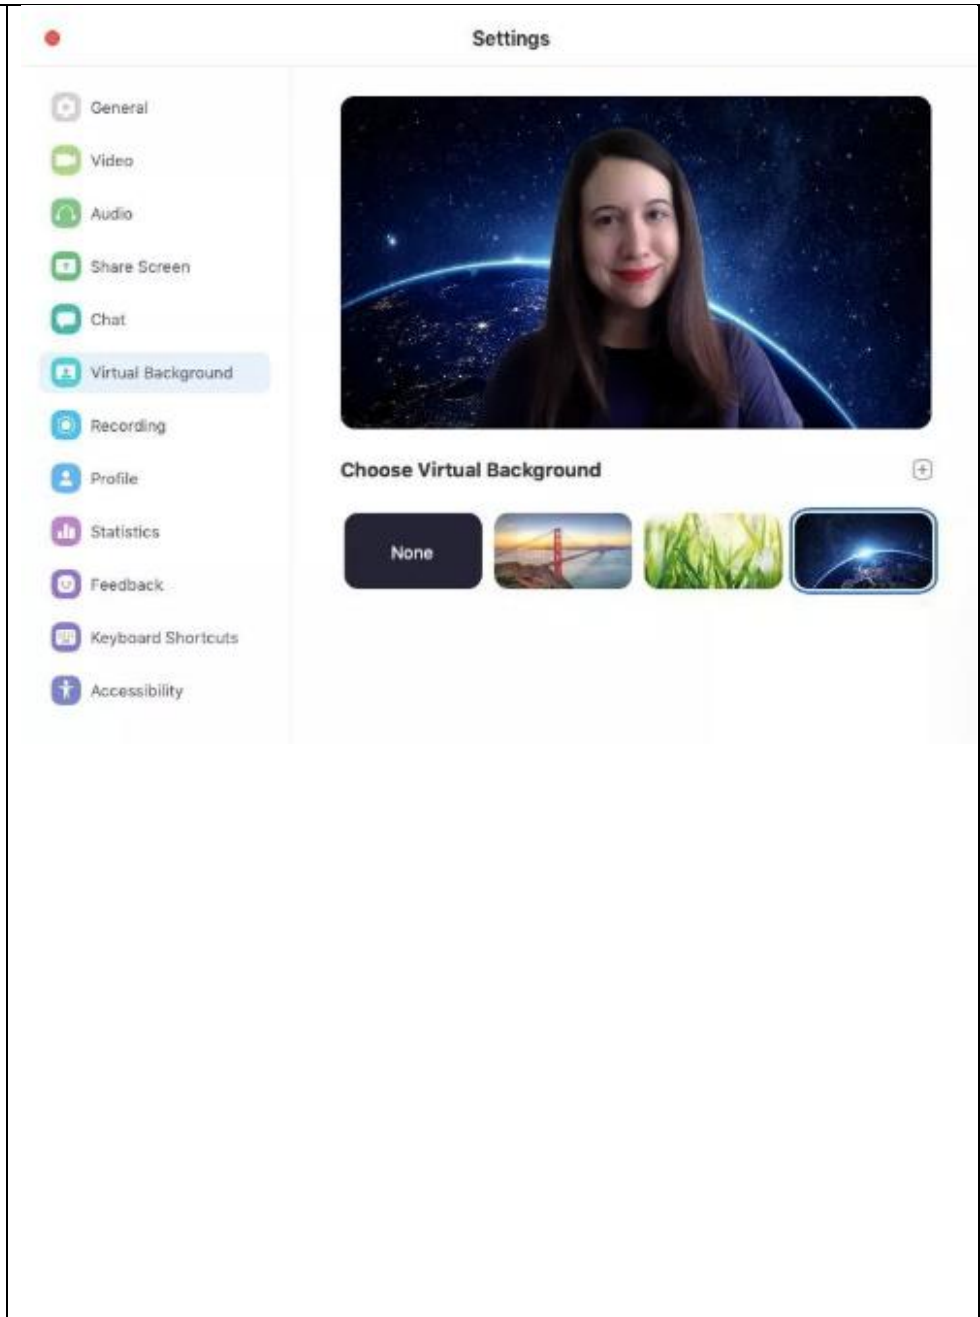 Settings
General
Video
Audio
Share Screen
Chat
Virtual Background
Recording
Profile
Statistics
Feedback
Keyboard Shortcuts
Accessibility
Choose Virtual Background
None